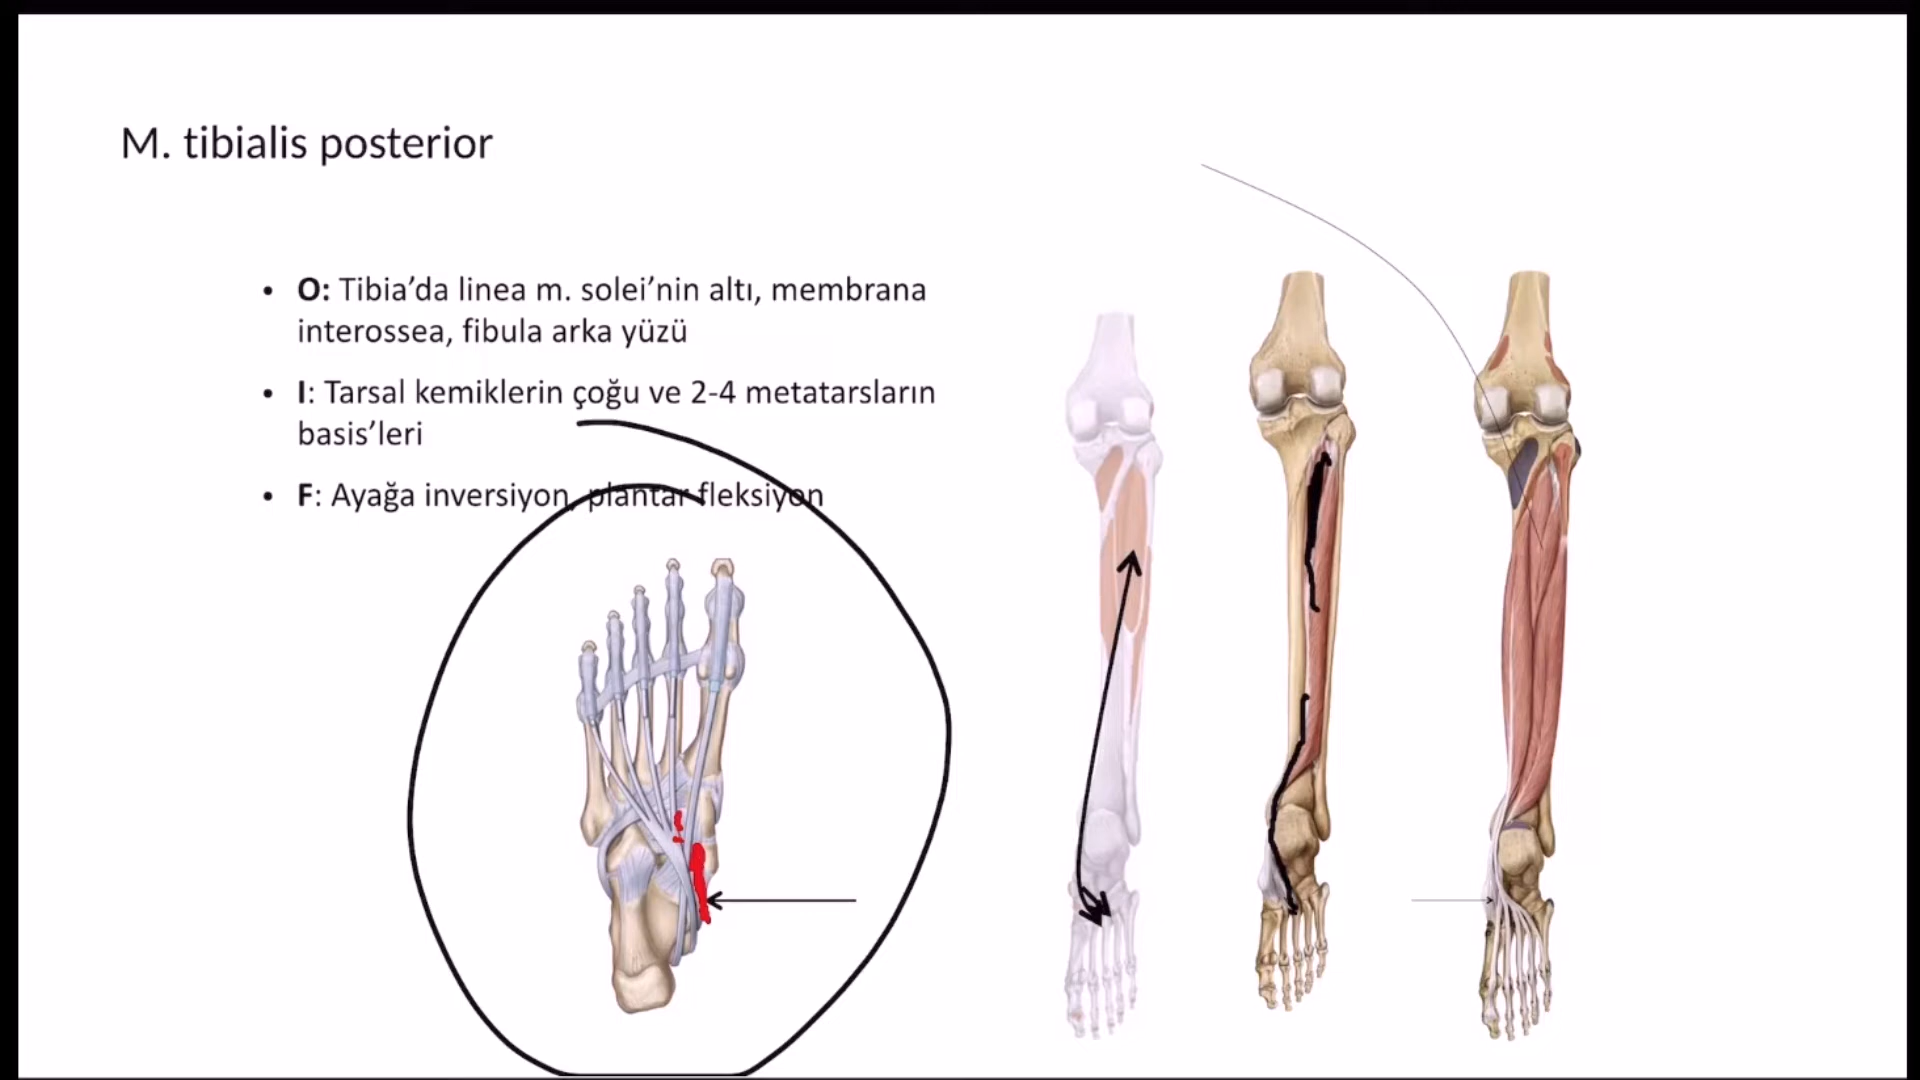 M. tibialis posterior
• O: Tibia’da linea m. solei’nin altı, membrana
interossea, fibula arka yüzü
• I: Tarsal kemiklerin çoğu ve 2-4 metatarsların
basis’leri
• F: Ayağa inversiyon, plantar fleksiyon